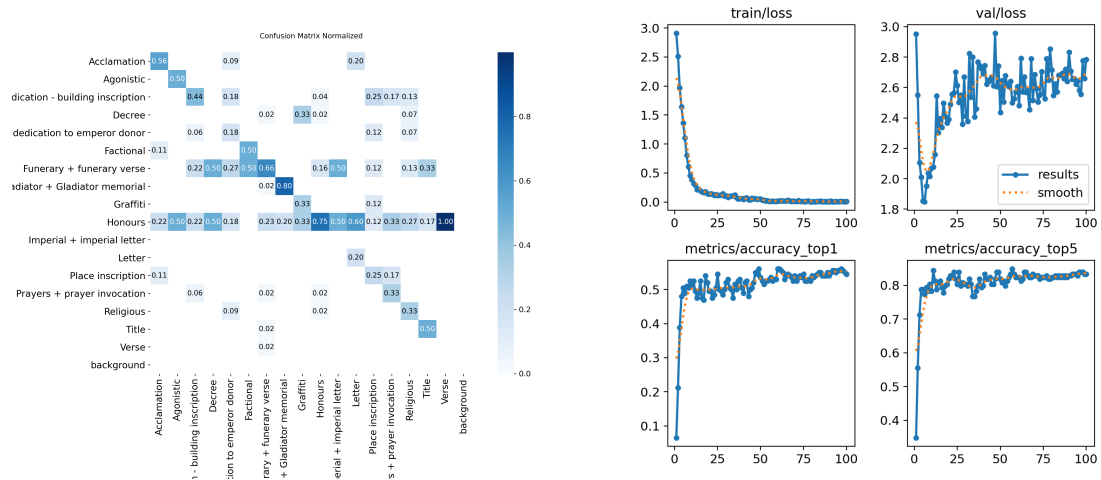 Confusion Matrix Normalized
Acclamation 0.56 0.09 0.20
Agonistic 0.50
dication - building inscription 0.44 0.18 0.04 0.25 0.17 0.13
Decree 0.02 0.33 0.02 0.07
dedication to emperor donor 0.06 0.18 0.12 0.07
Factional 0.11 0.50
Funerary + funerary verse 0.22 0.50 0.27 0.50 0.66 0.16 0.50 0.12 0.13 0.33
adiator + Gladiator memorial 0.02 0.80
Graffiti 0.33 0.12
Honours 0.22 0.50 0.22 0.50 0.18 0.23 0.20 0.33 0.75 0.50 0.60 0.12 0.33 0.27 0.17 1.00
Imperial + imperial letter
Letter 0.20
Place inscription 0.11 0.25 0.17
Prayers + prayer invocation 0.06 0.02 0.02 0.33
Religious 0.09 0.02 0.33
Title 0.02 0.50
Verse 0.02
background
Acclamation
Agonistic
n - building inscription
Decree
tion to emperor donor
Factional
rary + funerary verse
+ Gladiator memorial
Graffiti
Honours
erial + imperial letter
Letter
Place inscription
s + prayer invocation
Religious
Title
Verse
background
0.8
0.6
0.4
0.2
0.0
train/loss
3.0
2.5
2.0
1.5
1.0
0.5
0.0
0 25 50 75 100
val/loss
3.0
2.8
2.6
2.4
2.2
2.0
1.8
results
smooth
0 25 50 75 100
metrics/accuracy_top1
0.5
0.4
0.3
0.2
0.1
0 25 50 75 100
metrics/accuracy_top5
0.8
0.7
0.6
0.5
0.4
0 25 50 75 100